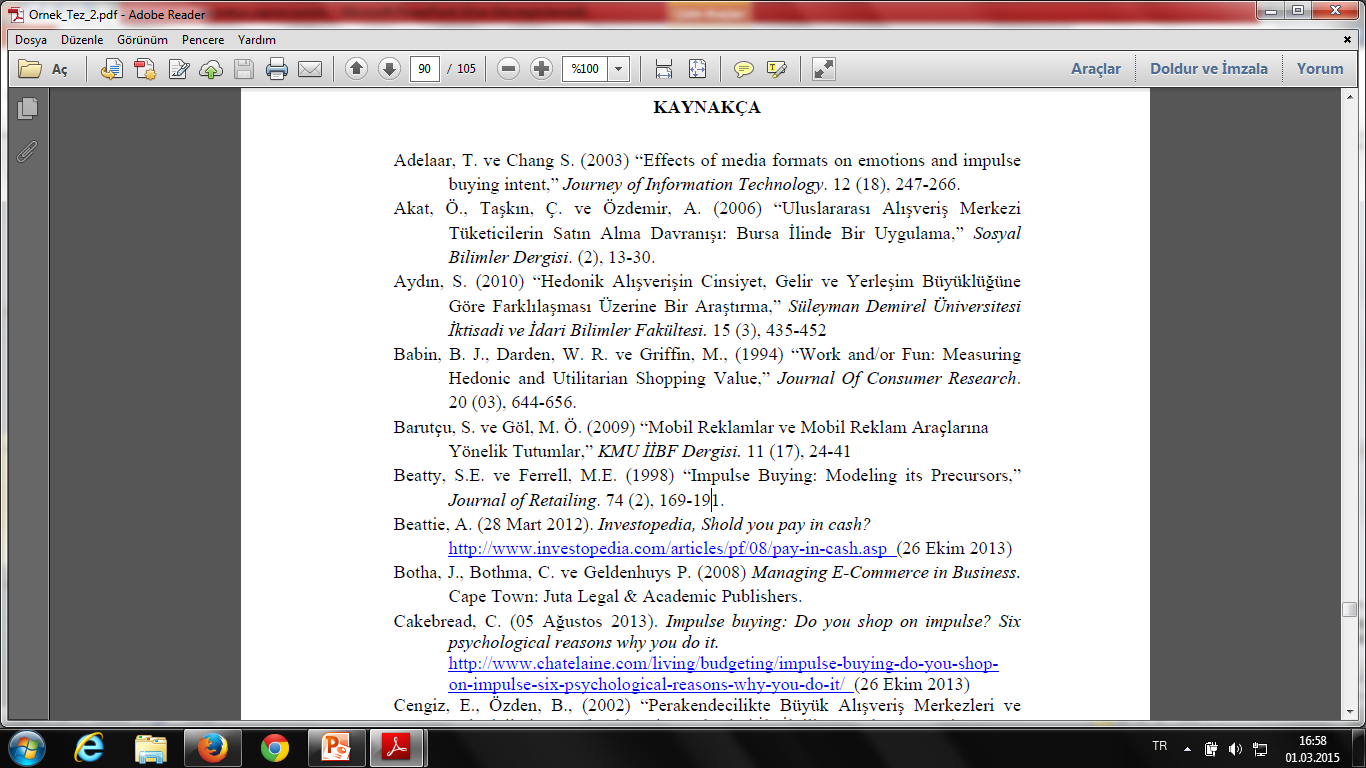 Ornek_Tez_2.pdf - Adobe Reader
Dosya Düzenle Görünüm Pencere Yardım
Aç 90 / 105 %100 Araçlar Doldur ve İmzala Yorum
KAYNAKÇA
Adelaar, T. ve Chang S. (2003) “Effects of media formats on emotions and impulse
buying intent,” Journey of Information Technology. 12 (18), 247-266.
Akat, Ö., Taşkın, Ç. ve Özdemir, A. (2006) “Uluslararası Alışveriş Merkezi
Tüketicilerin Satın Alma Davranışı: Bursa İlinde Bir Uygulama,” Sosyal
Bilimler Dergisi. (2), 13-30.
Aydın, S. (2010) “Hedonik Alışverişin Cinsiyet, Gelir ve Yerleşim Büyüklüğüne
Göre Farklılaşması Üzerine Bir Araştırma,” Süleyman Demirel Üniversitesi
İktisadi ve İdari Bilimler Fakültesi. 15 (3), 435-452
Babin, B. J., Darden, W. R. ve Griffin, M., (1994) “Work and/or Fun: Measuring
Hedonic and Utilitarian Shopping Value,” Journal Of Consumer Research.
20 (03), 644-656.
Barutçu, S. ve Göl, M. Ö. (2009) “Mobil Reklamlar ve Mobil Reklam Araçlarına
Yönelik Tutumlar,” KMU İİBF Dergisi. 11 (17), 24-41
Beatty, S.E. ve Ferrell, M.E. (1998) “Impulse Buying: Modeling its Precursors,”
Journal of Retailing. 74 (2), 169-191.
Beattie, A. (28 Mart 2012). Investopedia, Shold you pay in cash?
http://www.investopedia.com/articles/pf/08/pay-in-cash.asp (26 Ekim 2013)
Botha, J., Bothma, C. ve Geldenhuys P. (2008) Managing E-Commerce in Business.
Cape Town: Juta Legal & Academic Publishers.
Cakebread, C. (05 Ağustos 2013). Impulse buying: Do you shop on impulse? Six
psychological reasons why you do it.
http://www.chatelaine.com/living/budgeting/impulse-buying-do-you-shop-
on-impulse-six-psychological-reasons-why-you-do-it/ (26 Ekim 2013)
Cengiz, E., Özden, B., (2002) “Perakendecilikte Büyük Alışveriş Merkezleri ve
TR 16:58
01.03.2015